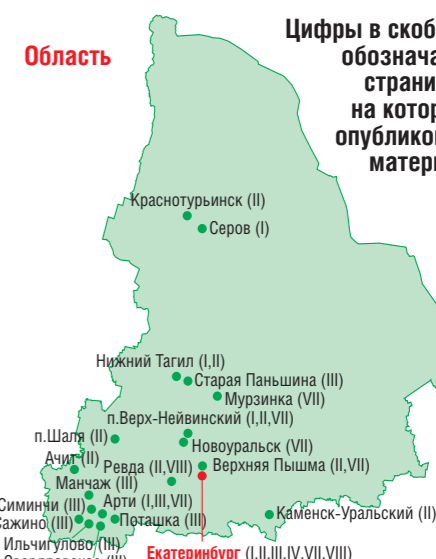 Область
Цифры в скоб
обознача
страни
на котор
опубликов
матери
Краснотурьинск (II)
Серов (I)
Нижний Тагил (I,II)
Старая Паньшина (III)
Мурзинка (VII)
п.Верх-Нейвинский (I,II,VII)
п.Шаля (II)
Новоуральск (VII)
Ачит (II)
Ревда (II,VIII)
Верхняя Пышма (II,VII)
Манчаж (III)
Симинчи (III)
Арти (I,III,VII)
Сажино (III)
Поташка (III)
Каменск-Уральский (II)
Ильчигулово (III)
Екатеринбург (I,II,III,IV,VII,VIII)